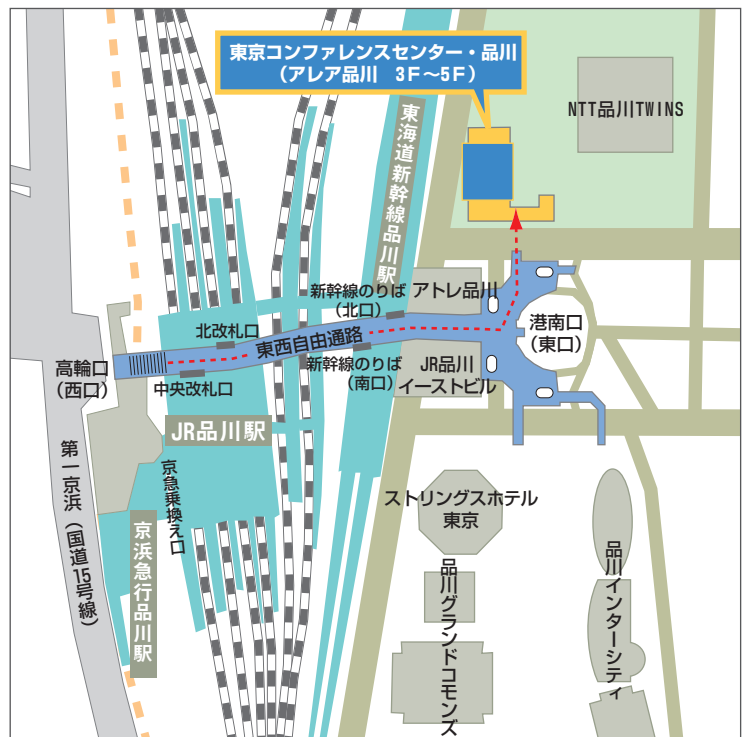 東京コンファレンスセンター・品川
（アレア品川 3F～5F）
NTT品川TWINS
東海道新幹線品川駅
新幹線のりば
（北口）
アトレ品川
港南口
（東口）
北改札口
東西自由通路
高輪口
（西口）
中央改札口
新幹線のりば
（南口）
JR品川
イーストビル
JR品川駅
第一京浜（国道15号線）
京急乗換え口
京浜急行品川駅
ストリングスホテル
東京
品川グランドコモンズ
品川インターシティ